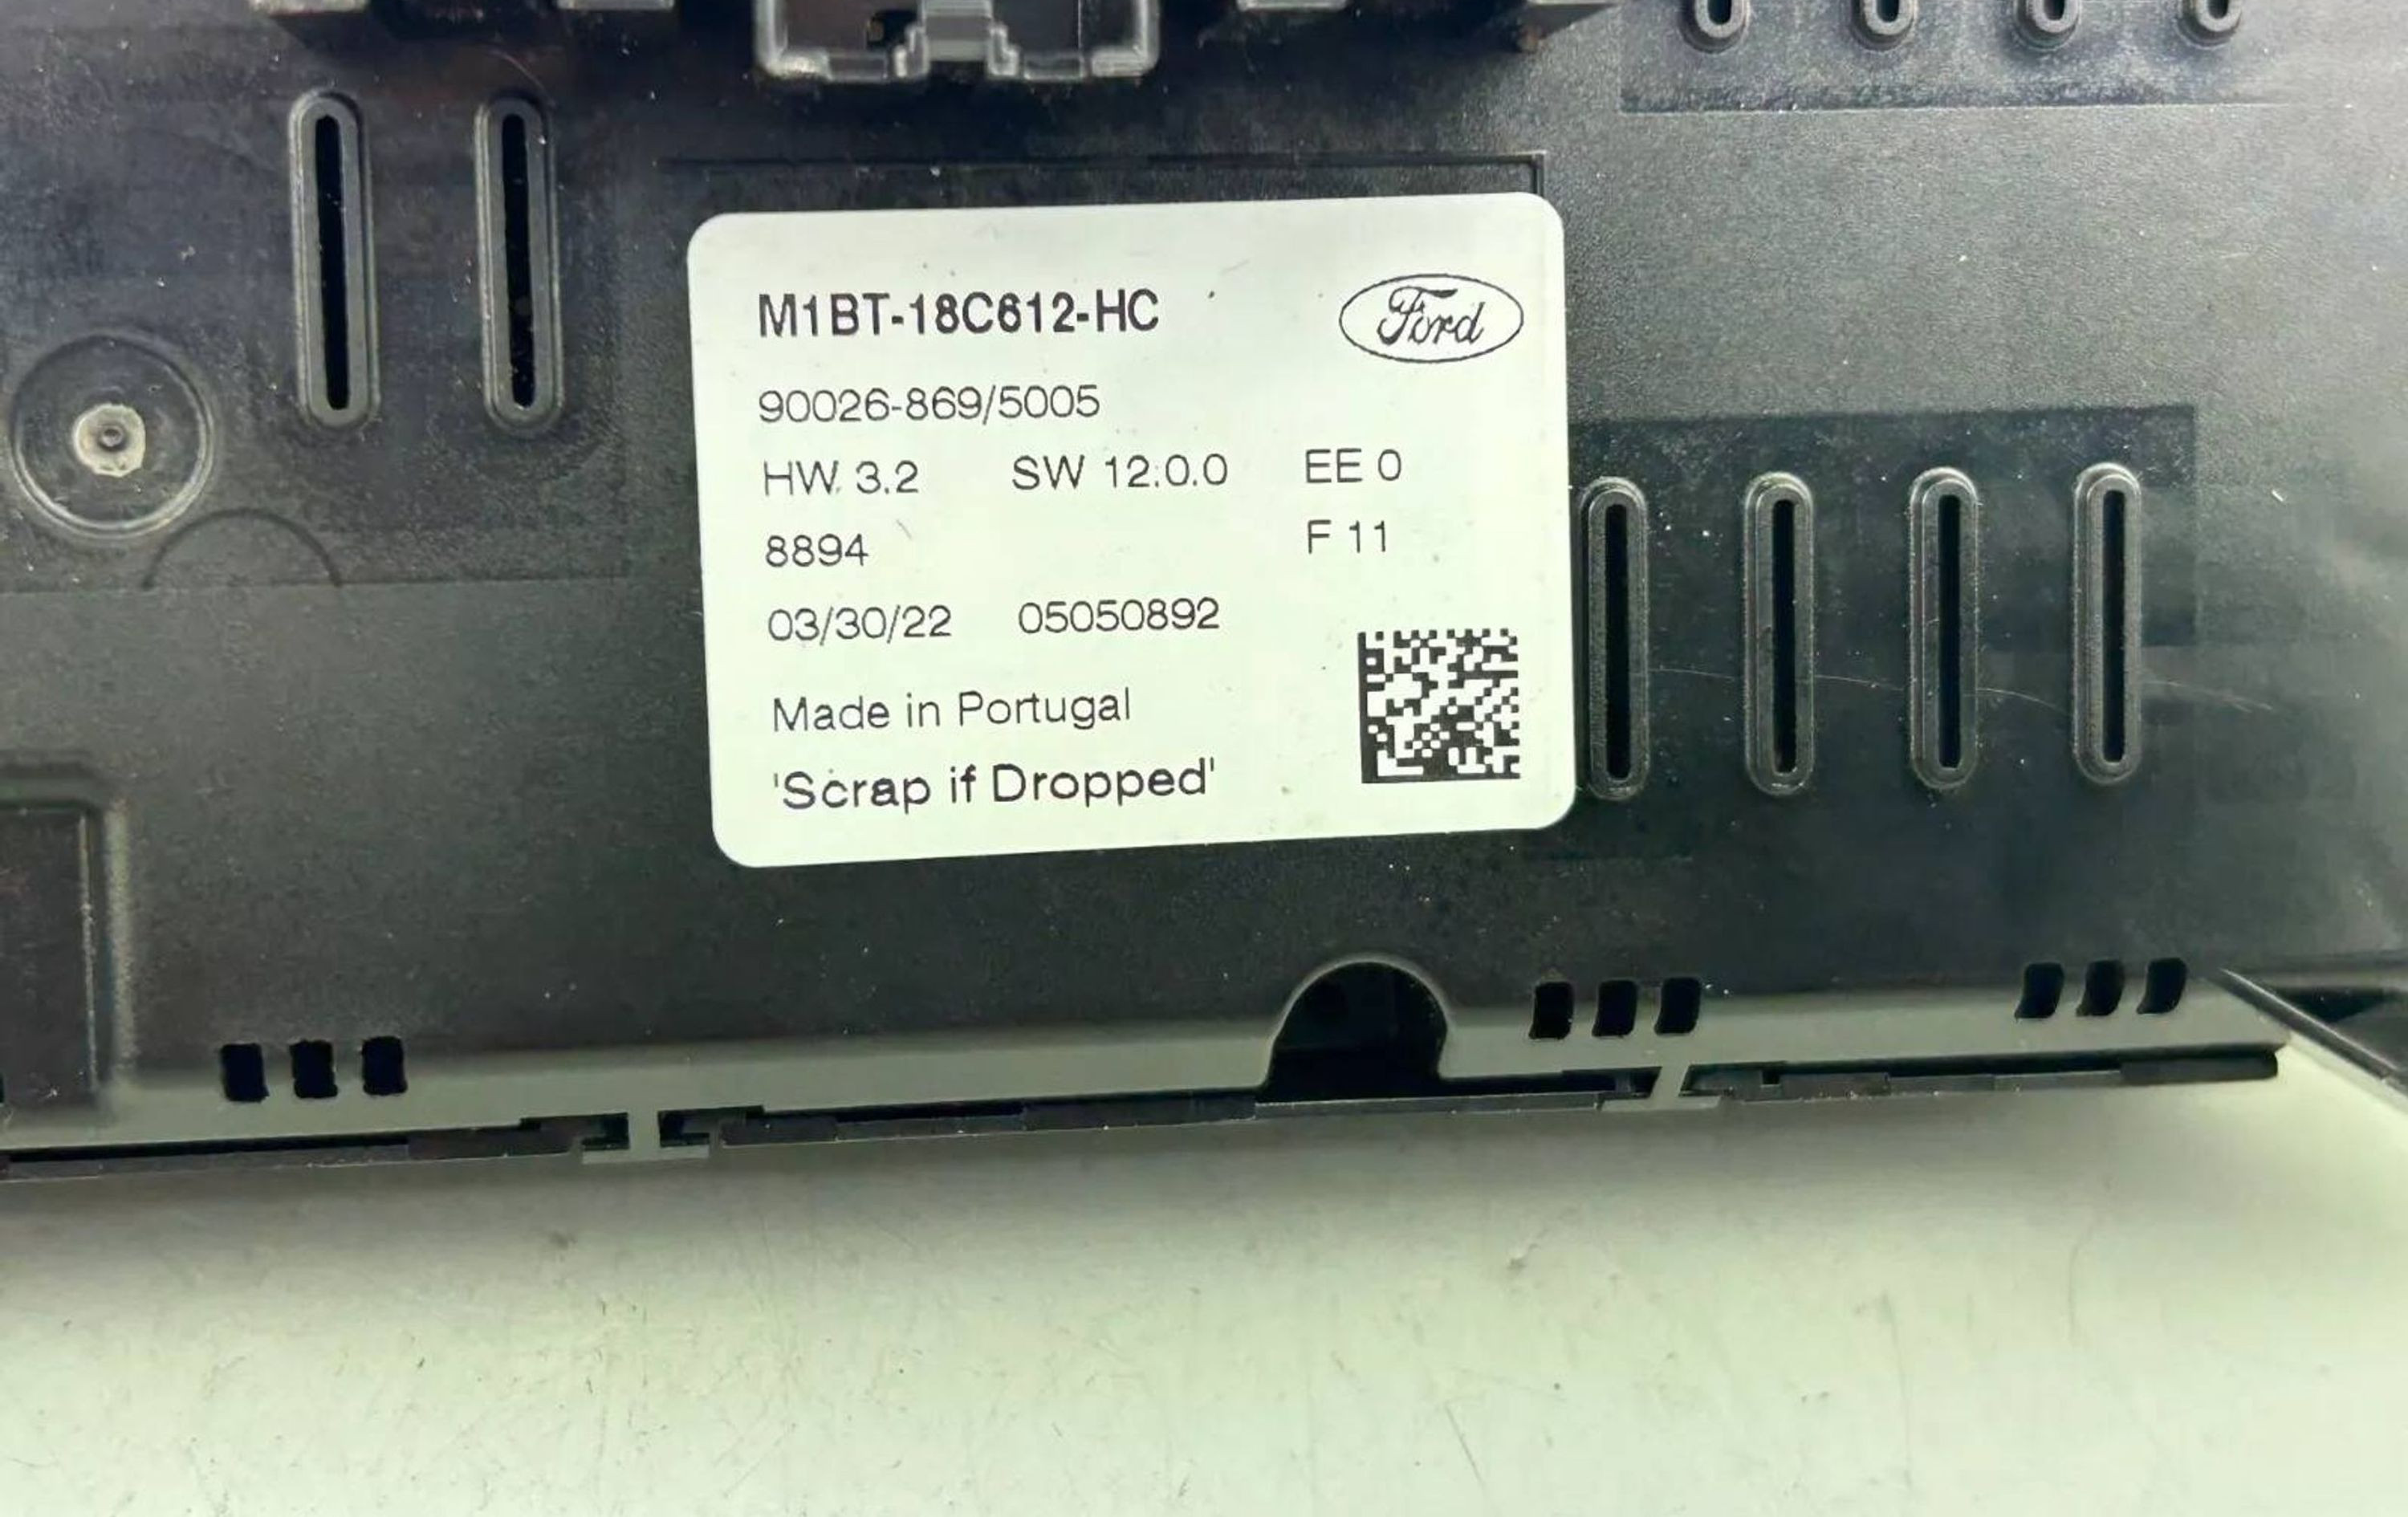 M1BT-18C612-HC Ford
90026-869/5005
HW 3.2 SW 12.0.0 EE 0
8894 F 11
03/30/22 05050892
Made in Portugal
'Scrap if Dropped'